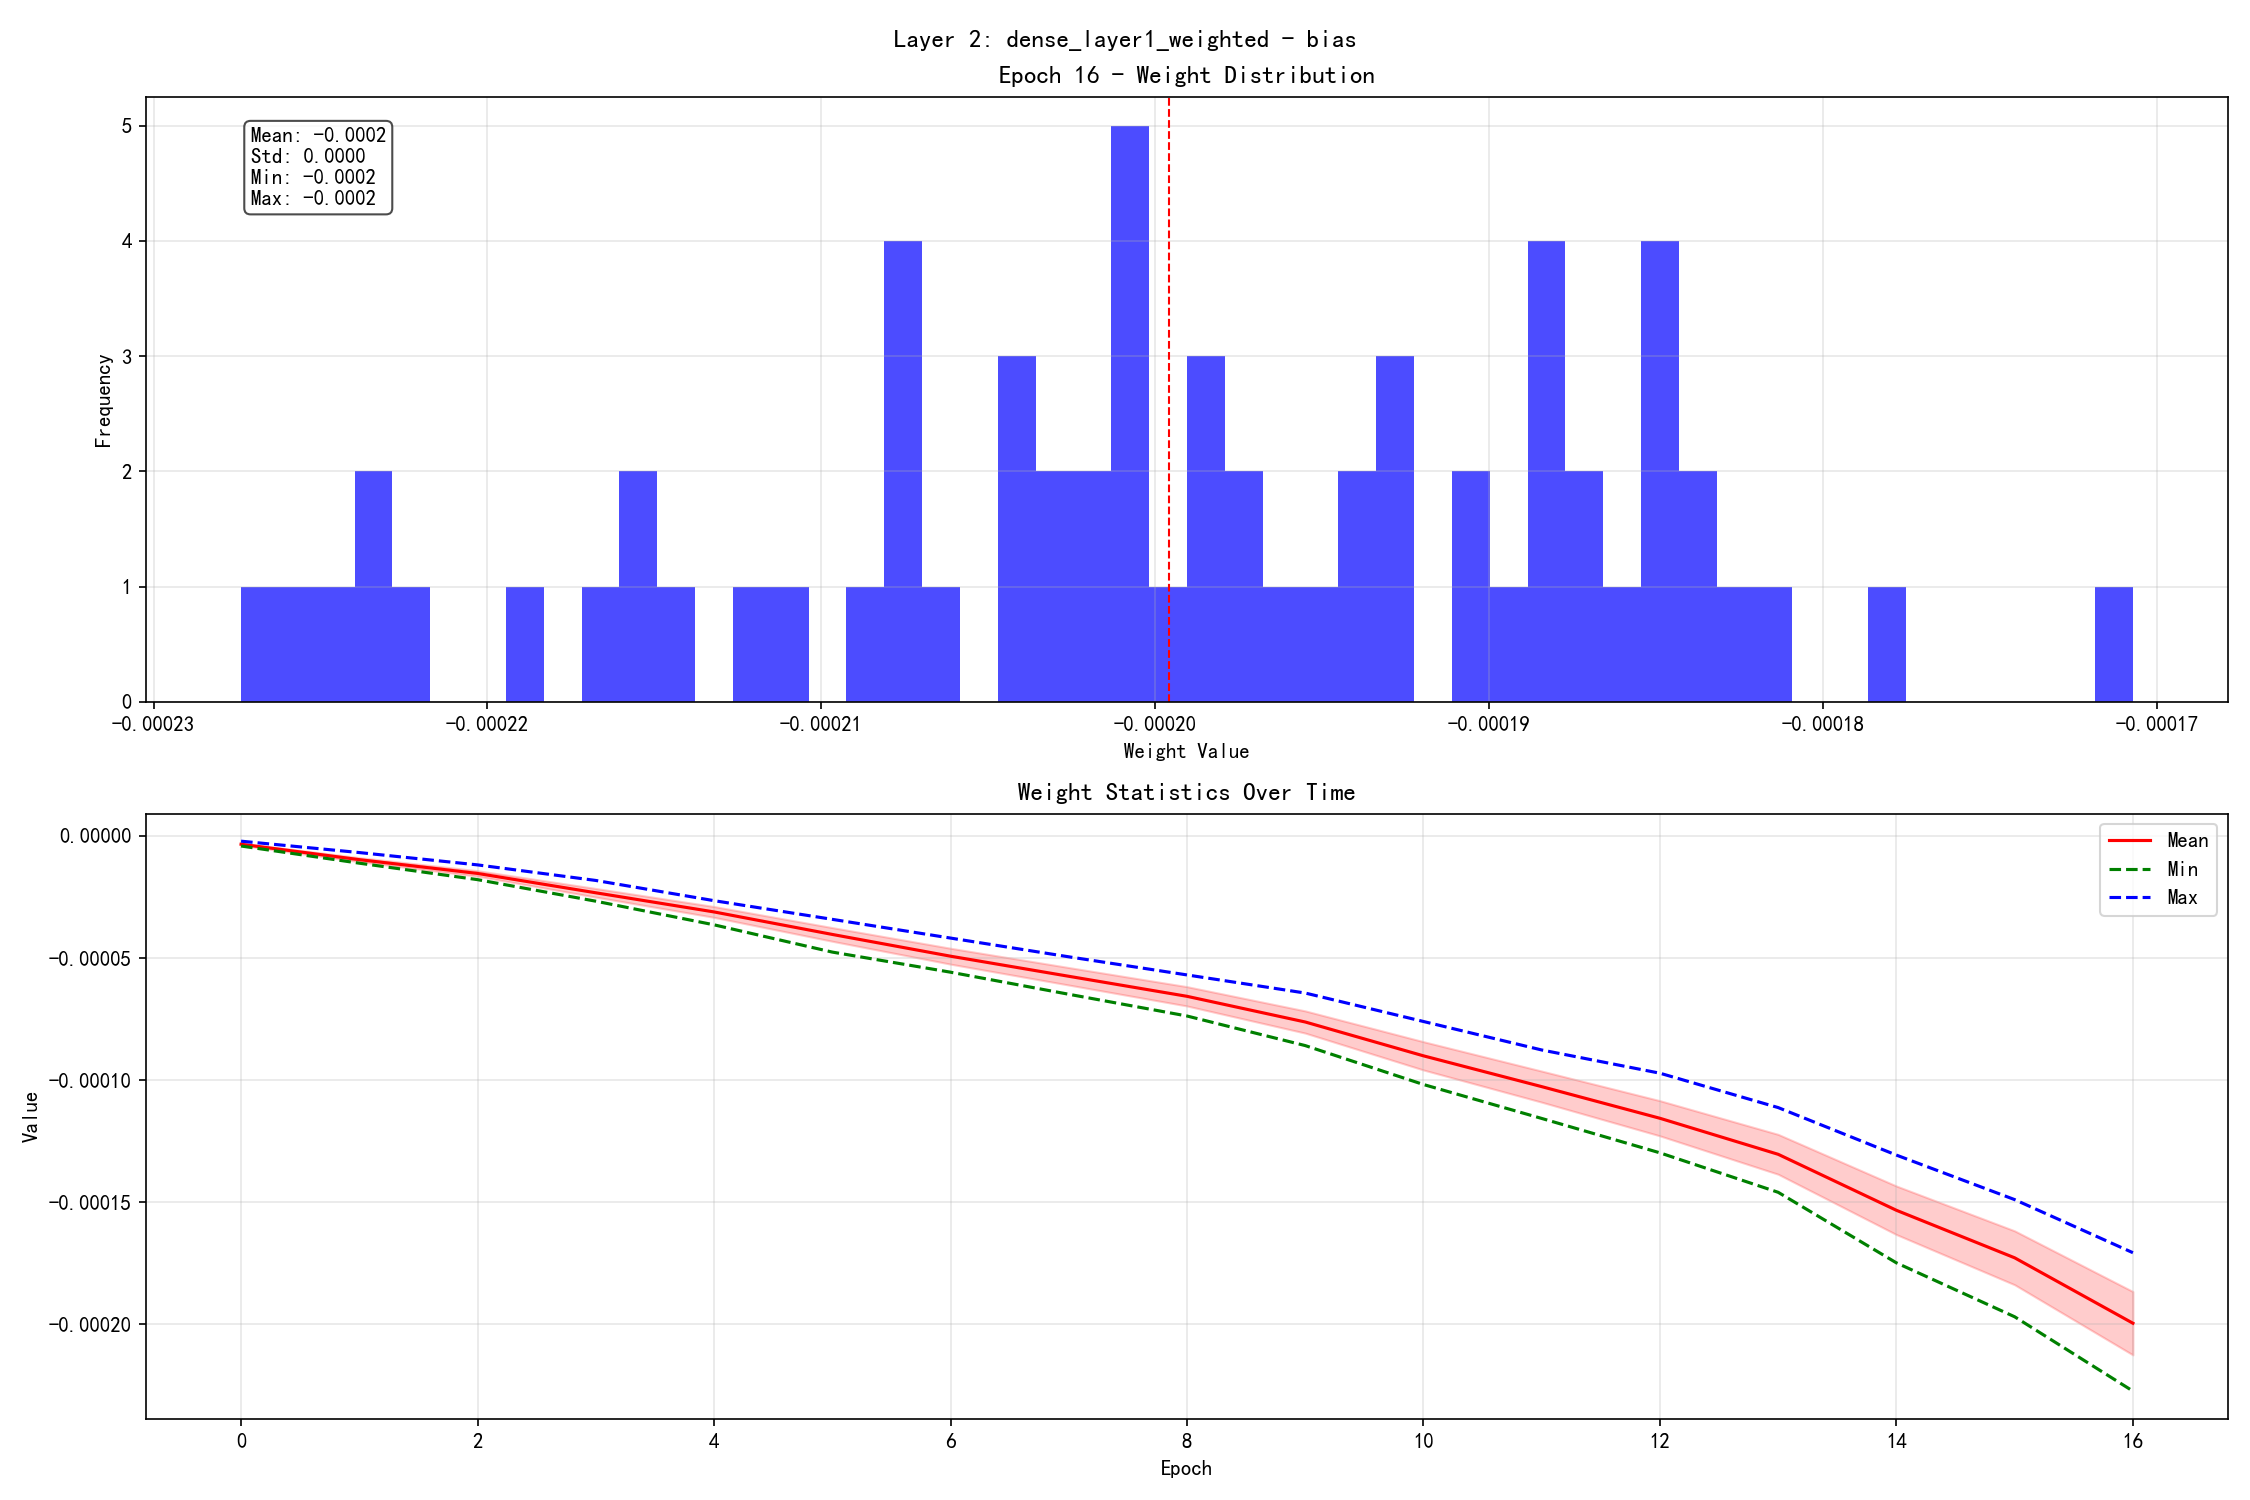 Layer 2: dense_layer1_weighted - bias
Epoch 16 - Weight Distribution
Mean: -0.0002
Std: 0.0000
Min: -0.0002
Max: -0.0002
Frequency
5
4
3
2
1
0
-0.00023 -0.00022 -0.00021 -0.00020 -0.00019 -0.00018 -0.00017
Weight Value
Weight Statistics Over Time
Mean
Min
Max
Value
0.00000
-0.00005
-0.00010
-0.00015
-0.00020
0 2 4 6 8 10 12 14 16
Epoch